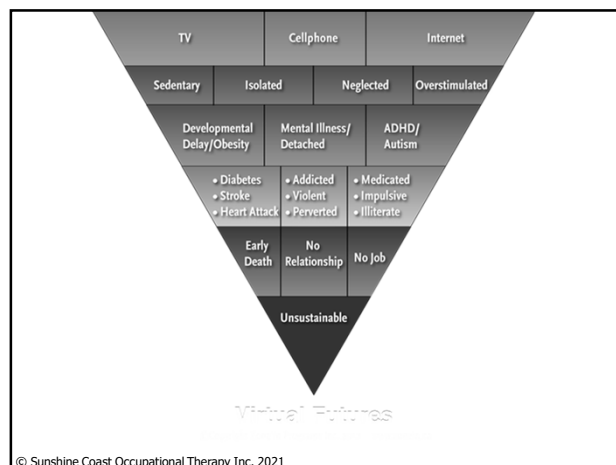 TV Cellphone Internet
Sedentary Isolated Neglected Overstimulated
Developmental Mental Illness/ ADHD/
Delay/Obesity Detached Autism
• Diabetes • Addicted • Medicated
• Stroke • Violent • Impulsive
• Heart Attack • Perverted • Illiterate
Early No No Job
Death Relationship
Unsustainable
Virtual Futures
© Sunshine Coast Occupational Therapy Inc. 2021